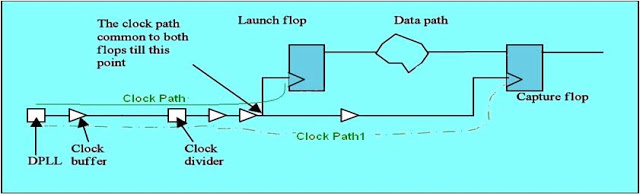 The clock path
common to both
flops till this
point
Launch flop
Data path
Capture flop
Clock Path
Clock Path1
DPLL
Clock
buffer
Clock
divider